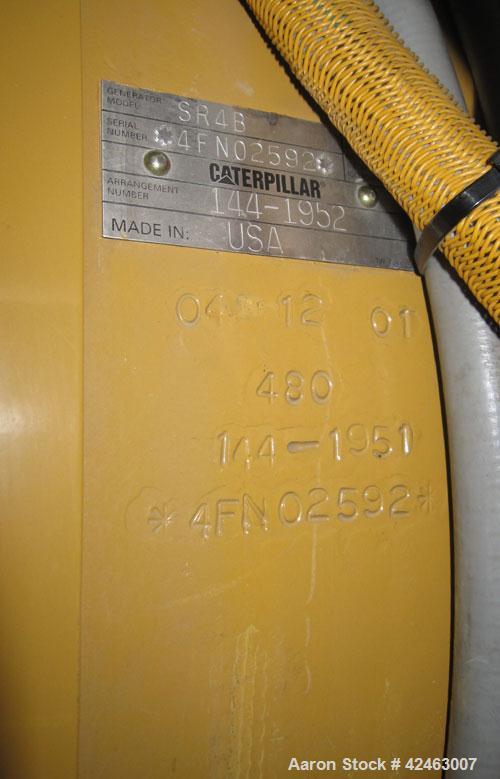 GENERATOR MODEL SR4B
SERIAL NUMBER *4FN02592*
CATERPILLAR
ARRANGEMENT NUMBER 144-1952
MADE IN: USA
12 01
480
144-1951
*4FN02592*
Aaron Stock # 42463007